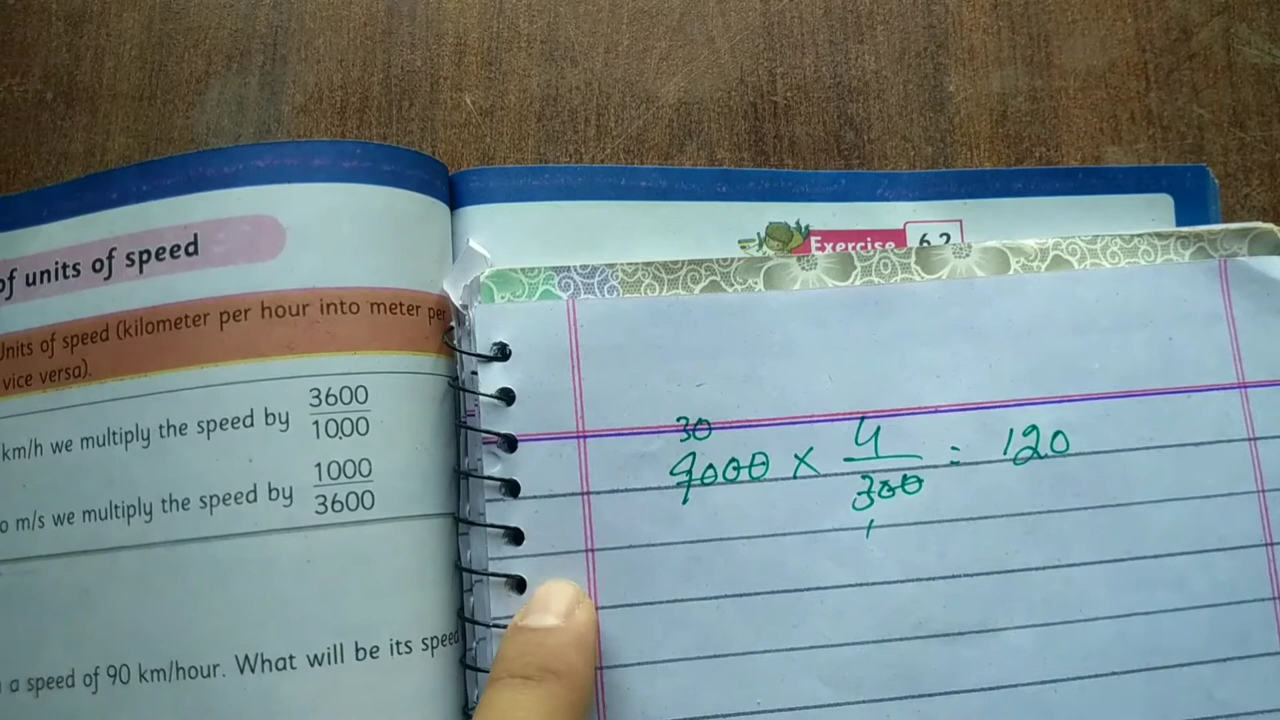 of units of speed
Units of speed (kilometer per hour into meter per
vice versa).
km/h we multiply the speed by 3600/1000
o m/s we multiply the speed by 1000/3600
a speed of 90 km/hour. What will be its speed
Exercise 6.2
30
9000 × 4/300 = 120
1